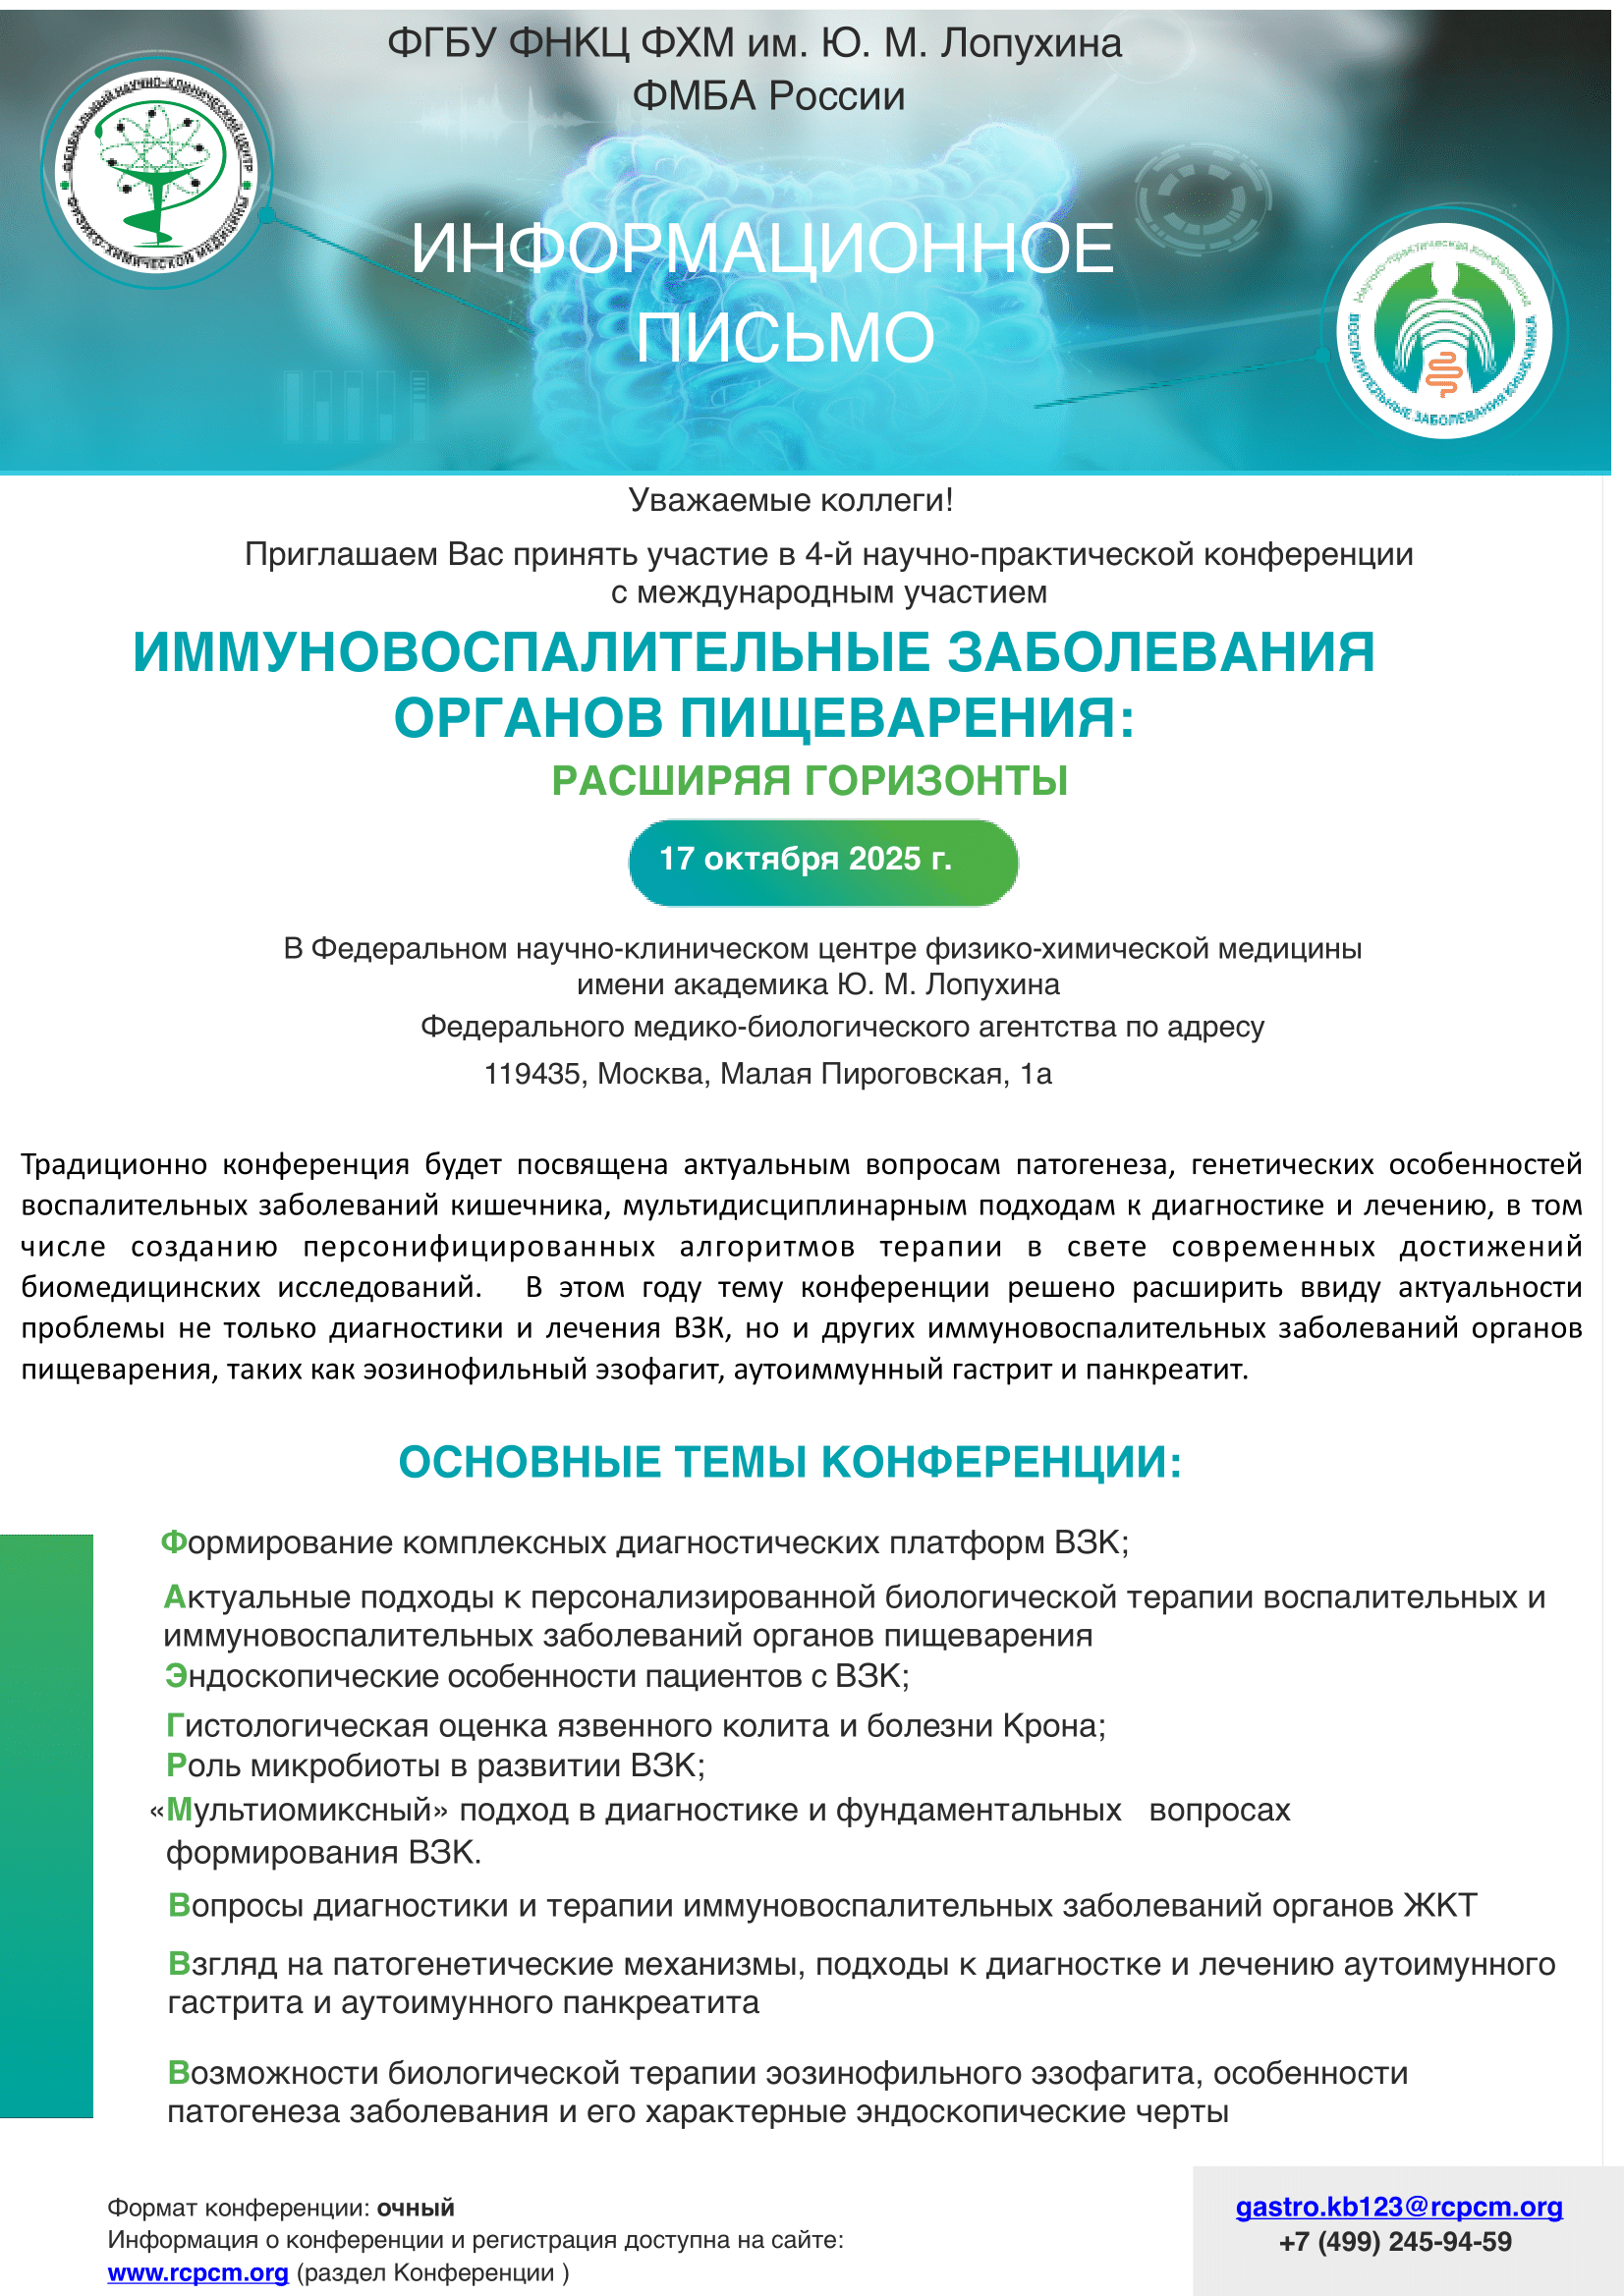 ФГБУ ФНКЦ ФХМ им. Ю. М. Лопухина
ФМБА России
ФЕДЕРАЛЬНЫЙ НАУЧНО-КЛИНИЧЕСКИЙ ЦЕНТР
ФИЗИКО-ХИМИЧЕСКОЙ МЕДИЦИНЫ
ИНФОРМАЦИОННОЕ
ПИСЬМО
Научно-практическая конференция
ВОСПАЛИТЕЛЬНЫЕ ЗАБОЛЕВАНИЯ КИШЕЧНИКА
Уважаемые коллеги!
Приглашаем Вас принять участие в 4-й научно-практической конференции
с международным участием
ИММУНОВОСПАЛИТЕЛЬНЫЕ ЗАБОЛЕВАНИЯ
ОРГАНОВ ПИЩЕВАРЕНИЯ:
РАСШИРЯЯ ГОРИЗОНТЫ
17 октября 2025 г.
В Федеральном научно-клиническом центре физико-химической медицины
имени академика Ю. М. Лопухина
Федерального медико-биологического агентства по адресу
119435, Москва, Малая Пироговская, 1а
Традиционно конференция будет посвящена актуальным вопросам патогенеза, генетических особенностей
воспалительных заболеваний кишечника, мультидисциплинарным подходам к диагностике и лечению, в том
числе созданию персонифицированных алгоритмов терапии в свете современных достижений
биомедицинских исследований. В этом году тему конференции решено расширить ввиду актуальности
проблемы не только диагностики и лечения ВЗК, но и других иммуновоспалительных заболеваний органов
пищеварения, таких как эозинофильный эзофагит, аутоиммунный гастрит и панкреатит.
ОСНОВНЫЕ ТЕМЫ КОНФЕРЕНЦИИ:
Формирование комплексных диагностических платформ ВЗК;
Актуальные подходы к персонализированной биологической терапии воспалительных и
иммуновоспалительных заболеваний органов пищеварения
Эндоскопические особенности пациентов с ВЗК;
Гистологическая оценка язвенного колита и болезни Крона;
Роль микробиоты в развитии ВЗК;
«Мультиомиксный» подход в диагностике и фундаментальных вопросах
формирования ВЗК.
Вопросы диагностики и терапии иммуновоспалительных заболеваний органов ЖКТ
Взгляд на патогенетические механизмы, подходы к диагностке и лечению аутоимунного
гастрита и аутоимунного панкреатита
Возможности биологической терапии эозинофильного эзофагита, особенности
патогенеза заболевания и его характерные эндоскопические черты
Формат конференции: очный
Информация о конференции и регистрация доступна на сайте:
www.rcpcm.org (раздел Конференции )
gastro.kb123@rcpcm.org
+7 (499) 245-94-59